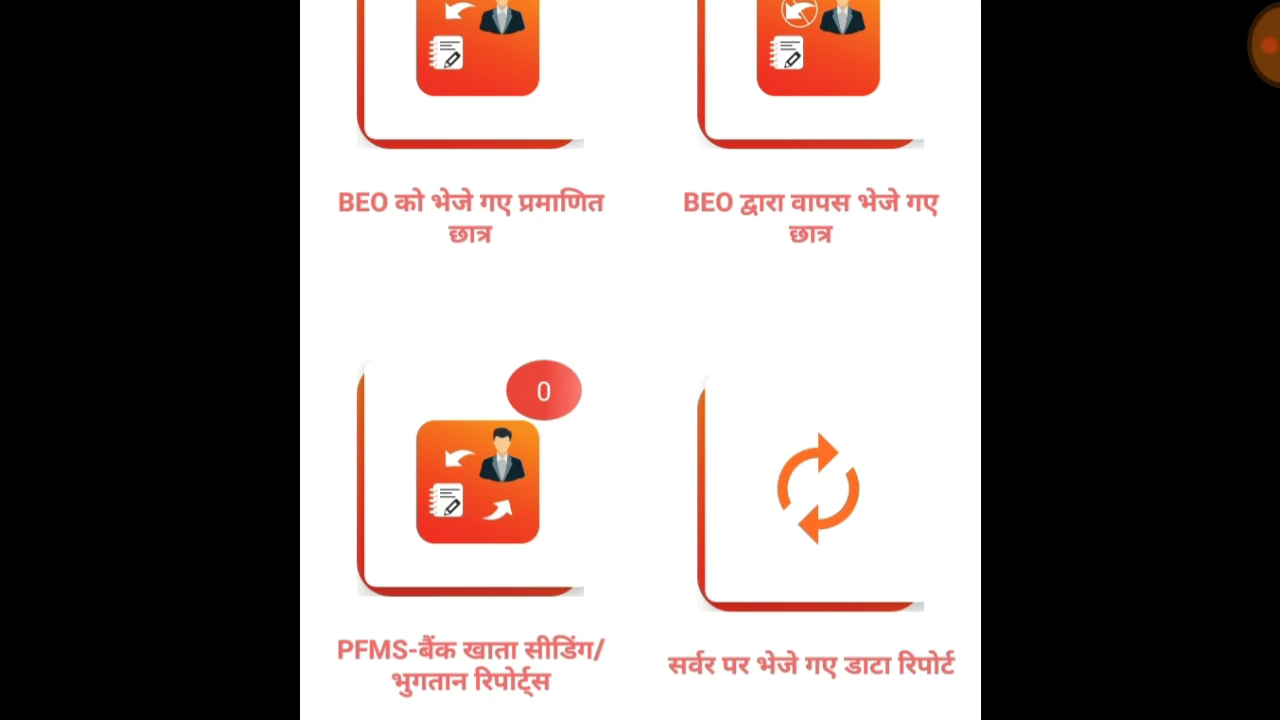 BEO को भेजे गए प्रमाणित
छात्र
BEO द्वारा वापस भेजे गए
छात्र
0
PFMS-बैंक खाता सीडिंग/
भुगतान रिपोर्ट्स
सर्वर पर भेजे गए डाटा रिपोर्ट